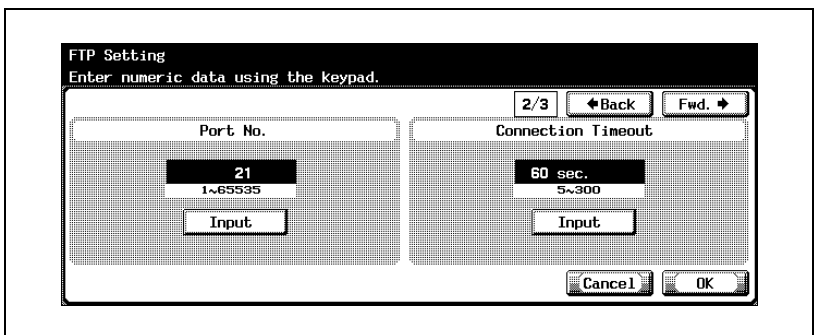 FTP Setting
Enter numeric data using the keypad.
2/3 ←Back Fwd. →
Port No. Connection Timeout
21 60 sec.
1~65535 5~300
Input Input
Cancel OK